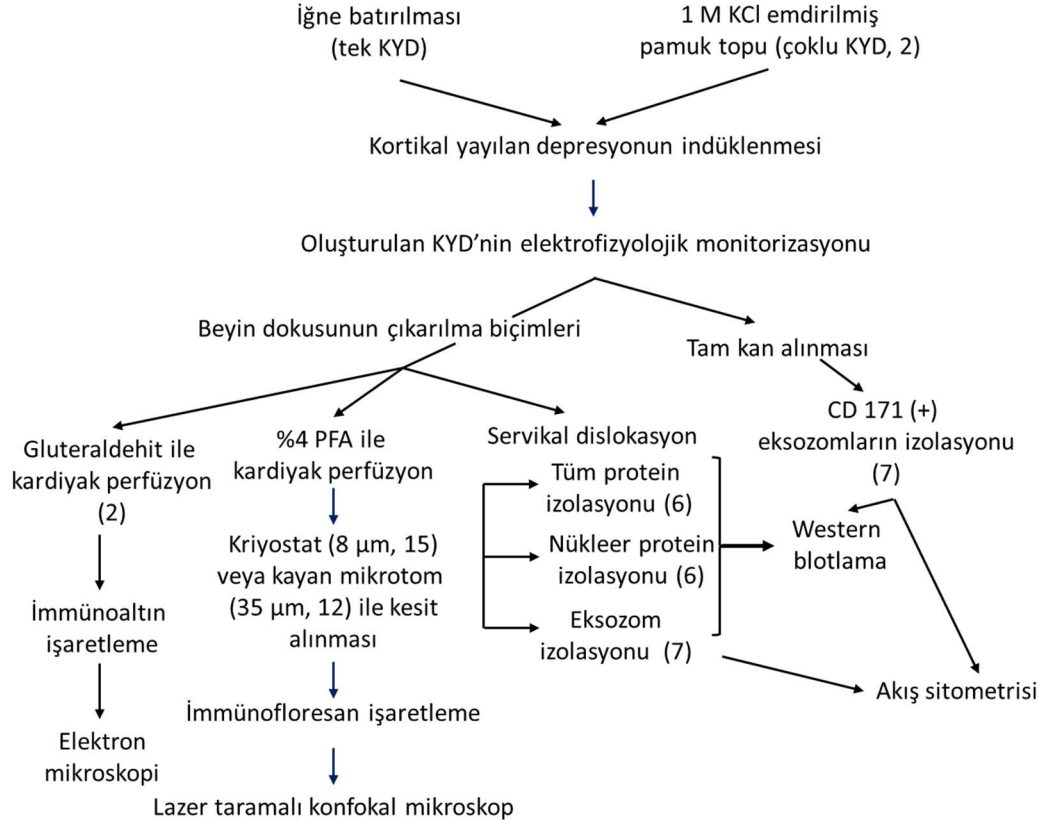 İğne batırılması
(tek KYD)
1 M KCl emdirilmiş
pamuk topu (çoklu KYD, 2)
Kortikal yayılan depresyonun indüklenmesi
Oluşturulan KYD’nin elektrofizyolojik monitorizasyonu
Beyin dokusunun çıkarılma biçimleri
Tam kan alınması
Gluteraldehit ile
kardiyak perfüzyon
(2)
İmmünoaltın
işaretleme
Elektron
mikroskopi
%4 PFA ile
kardiyak perfüzyon
Kriyostat (8 µm, 15)
veya kayan mikrotom
(35 µm, 12) ile kesit
alınması
İmmünofloresan işaretleme
Lazer taramalı konfokal mikroskop
Servikal dislokasyon
Tüm protein
izolasyonu (6)
Nükleer protein
izolasyonu (6)
Eksozom
izolasyonu (7)
CD 171 (+)
eksozomların izolasyonu
(7)
Western
blotlama
Akış sitometrisi